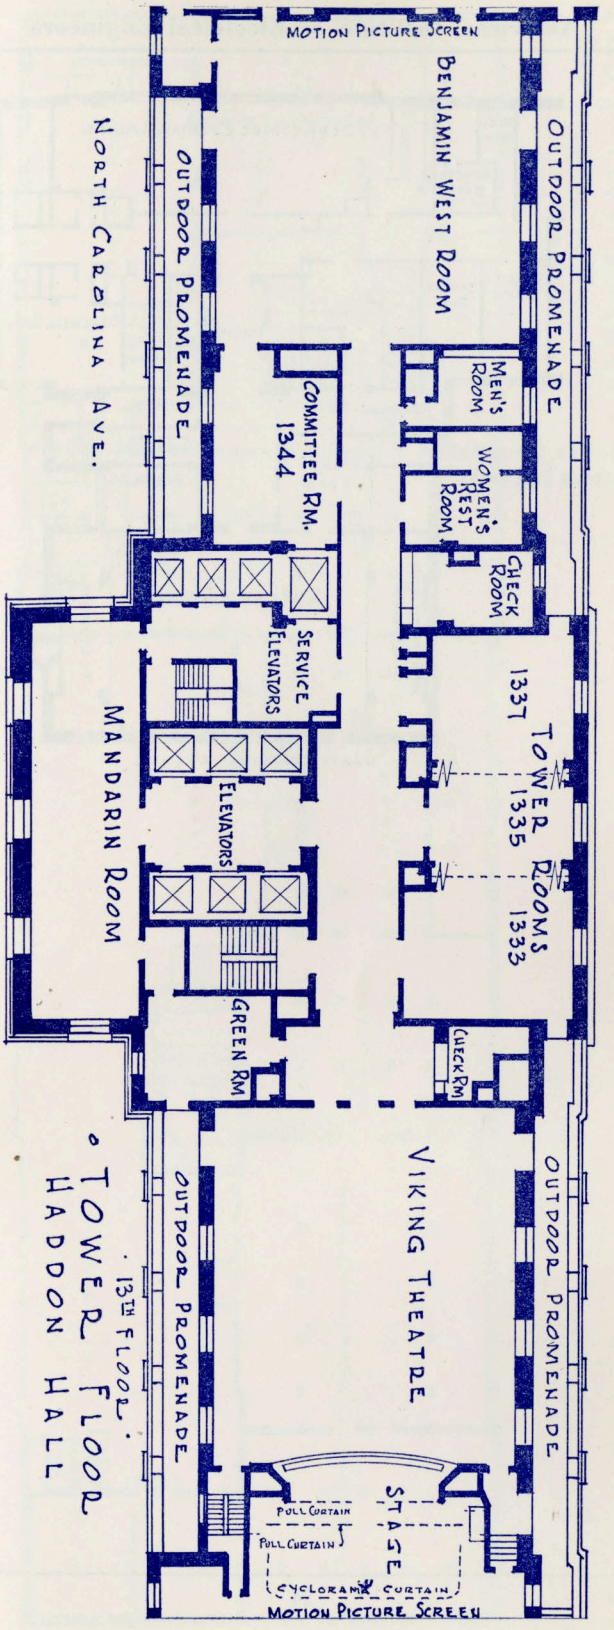 MOTION PICTURE SCREEN
BENJAMIN WEST ROOM
OUTDOOR PROMENADE
OUTDOOR PROMENADE
NORTH CAROLINA AVE.
MEN'S
ROOM
COMMITTEE RM.
1344
WOMEN'S
REST
ROOM
CHECK
ROOM
SERVICE
ELEVATORS
1337
TOWER ROOMS
1335
1333
MANDARIN ROOM
ELEVATORS
GREEN RM
CHECK RM
VIKING THEATRE
OUTDOOR PROMENADE
OUTDOOR PROMENADE
· 13TH FLOOR ·
• TOWER FLOOR
HADDON HALL
STAGE
PULL CURTAIN
PULL CURTAIN
CYCLORAMA CURTAIN
MOTION PICTURE SCREEN